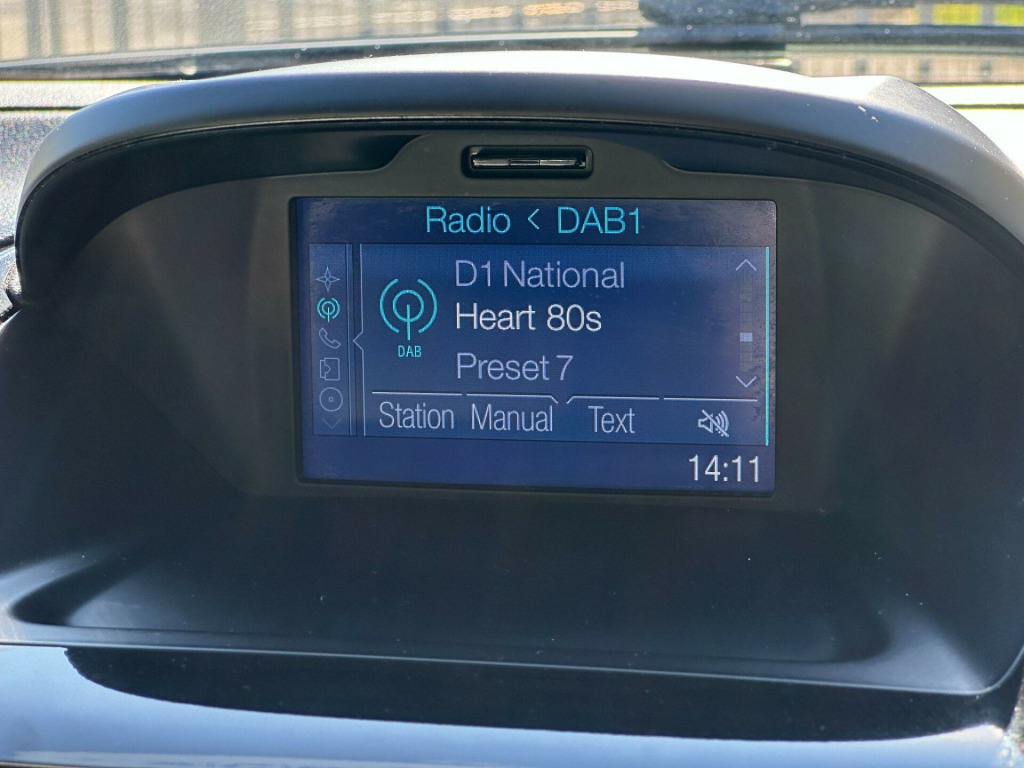 Radio < DAB1
D1 National
Heart 80s
DAB
Preset 7
Station Manual Text
14:11